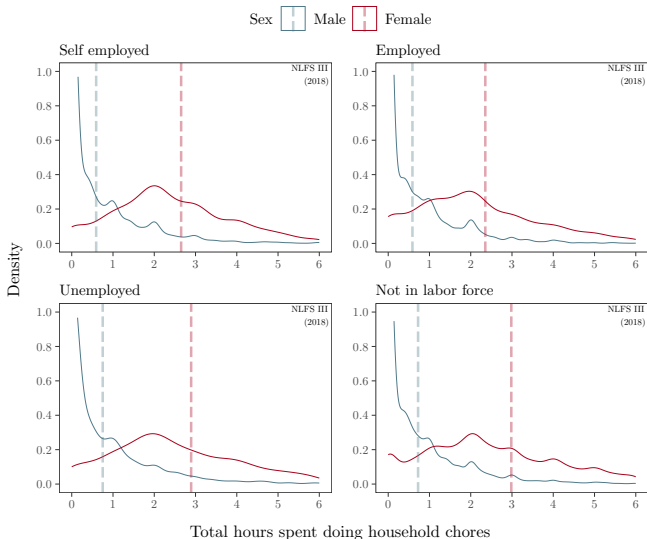 Sex Male Female
Self employed
NLFS III
(2018)
1.0
0.8
0.6
0.4
0.2
0.0
0 1 2 3 4 5 6
Employed
NLFS III
(2018)
1.0
0.8
0.6
0.4
0.2
0.0
0 1 2 3 4 5 6
Unemployed
NLFS III
(2018)
1.0
0.8
0.6
0.4
0.2
0.0
0 1 2 3 4 5 6
Not in labor force
NLFS III
(2018)
1.0
0.8
0.6
0.4
0.2
0.0
0 1 2 3 4 5 6
Density
Total hours spent doing household chores